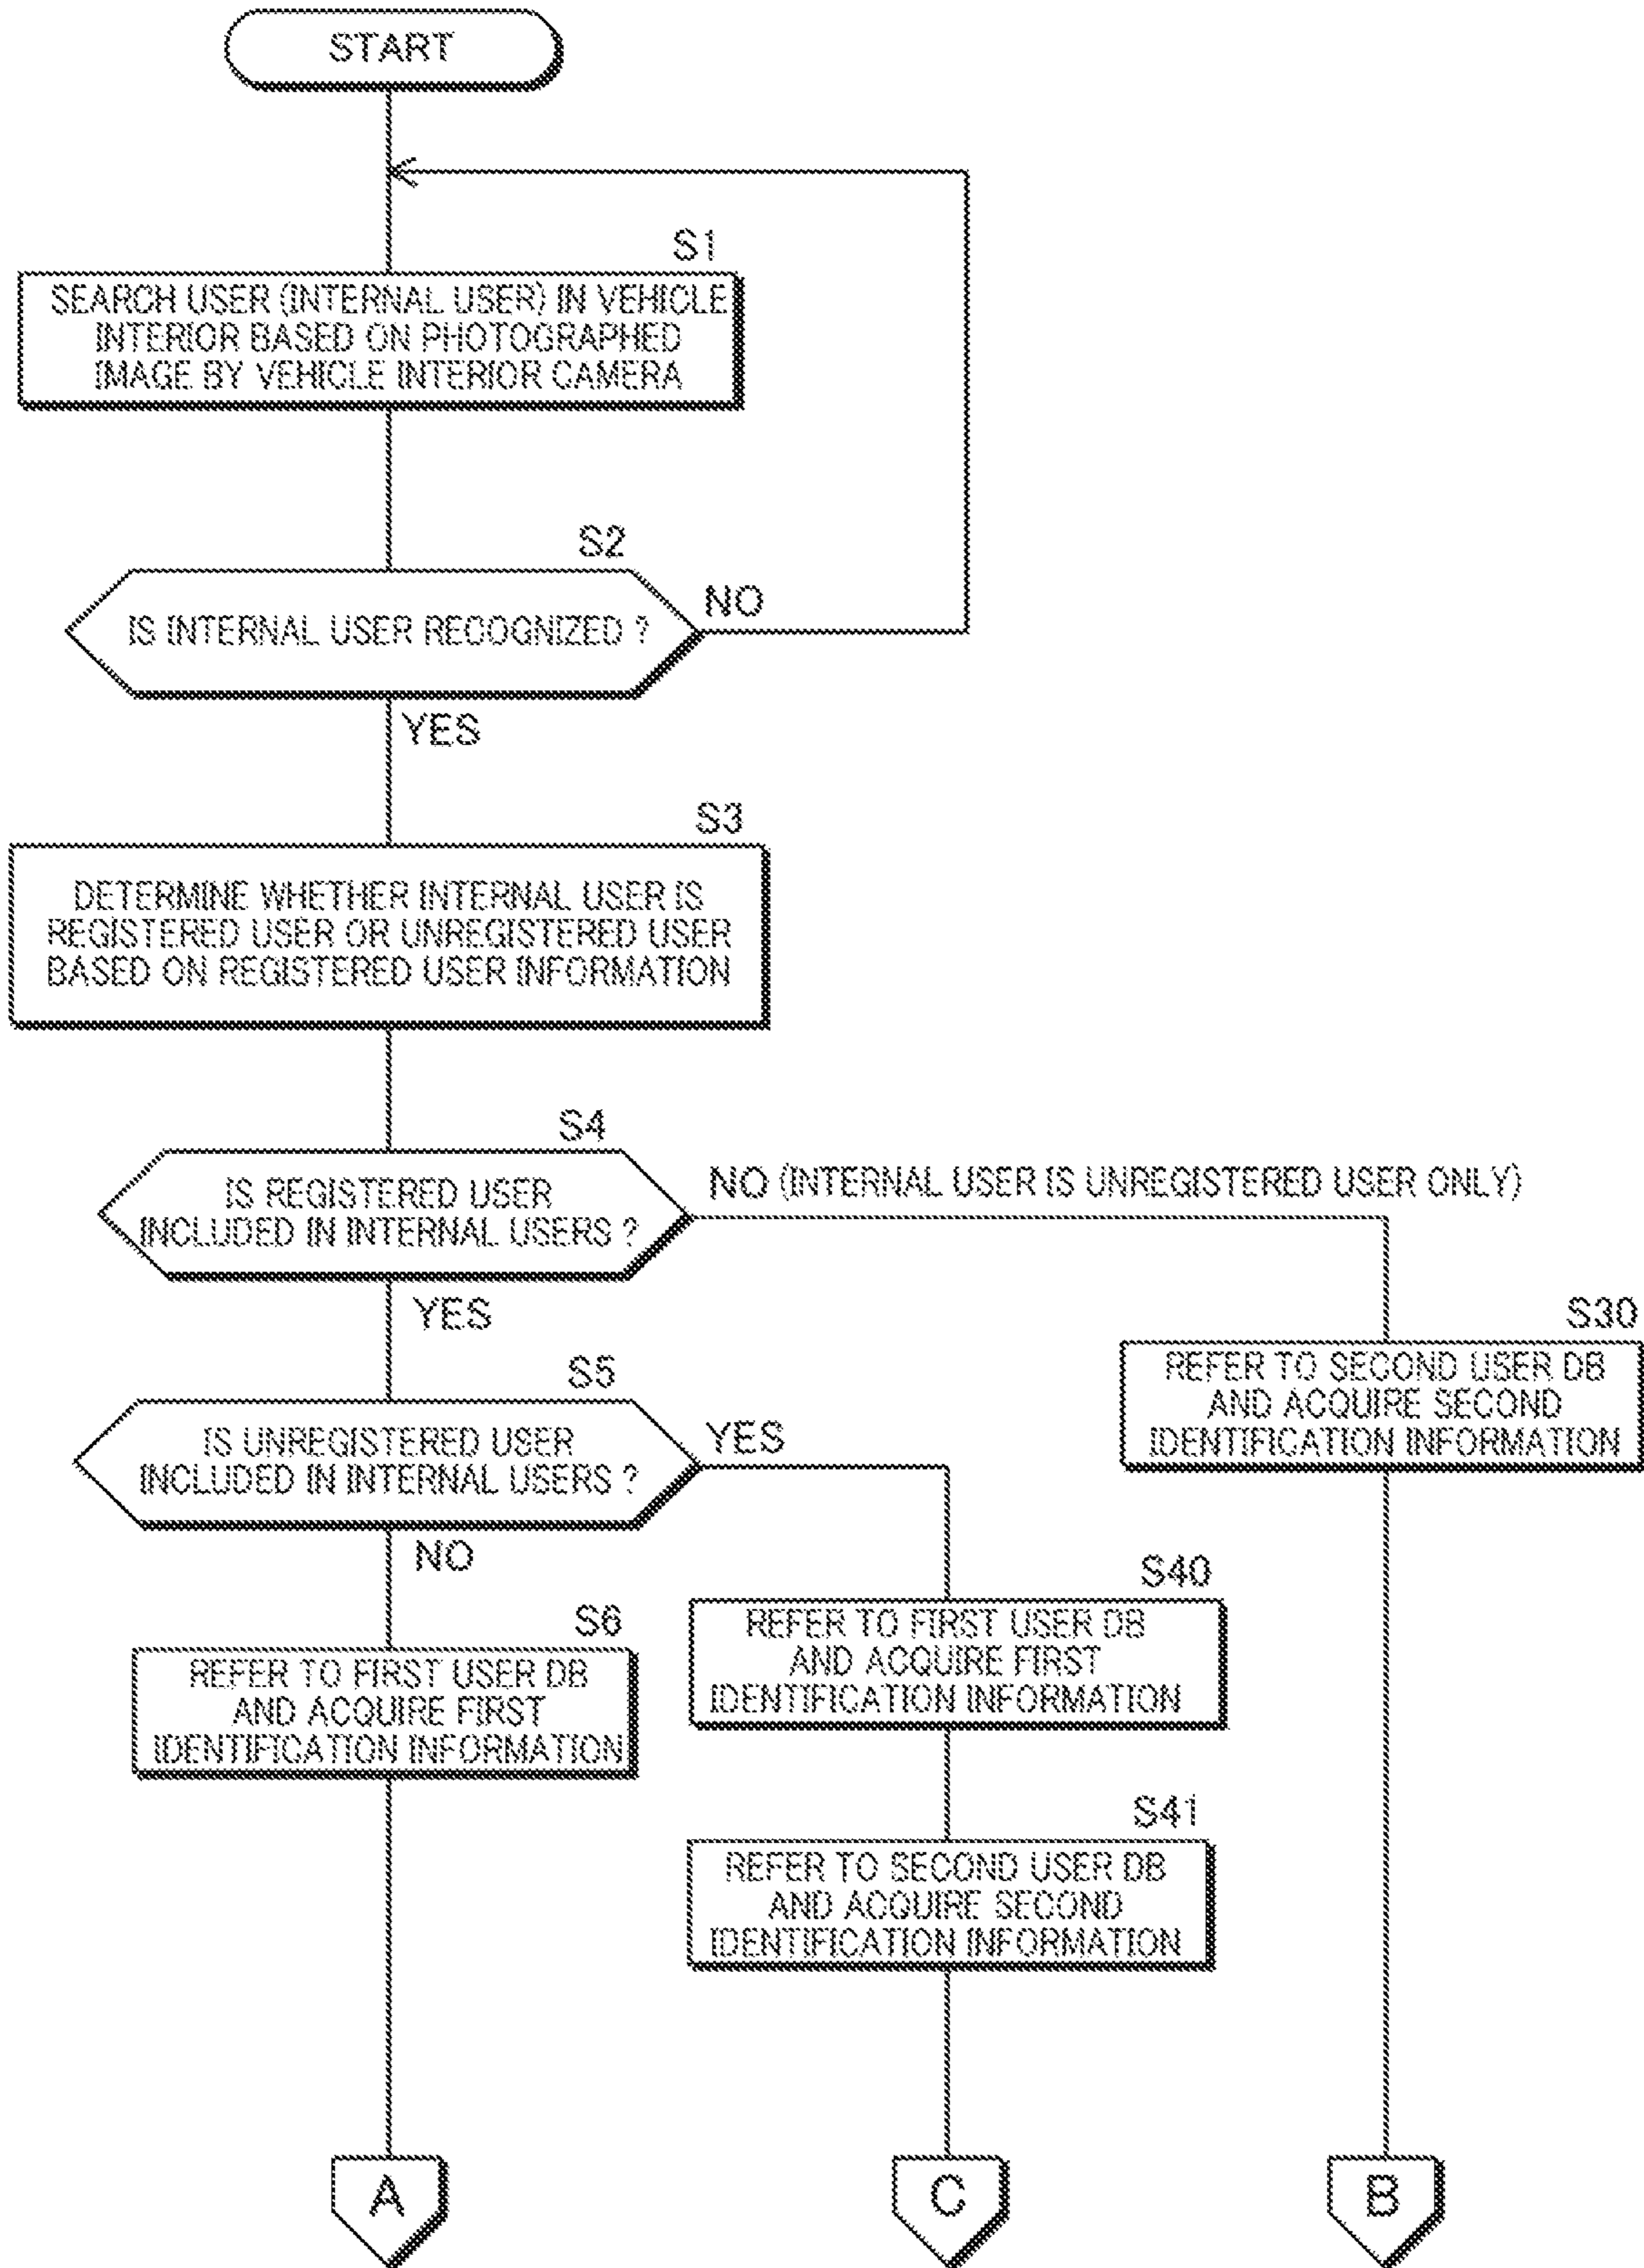 START
S1
SEARCH USER (INTERNAL USER) IN VEHICLE
INTERIOR BASED ON PHOTOGRAPHED
IMAGE BY VEHICLE INTERIOR CAMERA
S2
IS INTERNAL USER RECOGNIZED ?
NO
YES
S3
DETERMINE WHETHER INTERNAL USER IS
REGISTERED USER OR UNREGISTERED USER
BASED ON REGISTERED USER INFORMATION
S4
IS REGISTERED USER
INCLUDED IN INTERNAL USERS ?
NO (INTERNAL USER IS UNREGISTERED USER ONLY)
YES
S30
REFER TO SECOND USER DB
AND ACQUIRE SECOND
IDENTIFICATION INFORMATION
S5
IS UNREGISTERED USER
INCLUDED IN INTERNAL USERS ?
YES
NO
S40
REFER TO FIRST USER DB
AND ACQUIRE FIRST
IDENTIFICATION INFORMATION
S6
REFER TO FIRST USER DB
AND ACQUIRE FIRST
IDENTIFICATION INFORMATION
S41
REFER TO SECOND USER DB
AND ACQUIRE SECOND
IDENTIFICATION INFORMATION
A
C
B